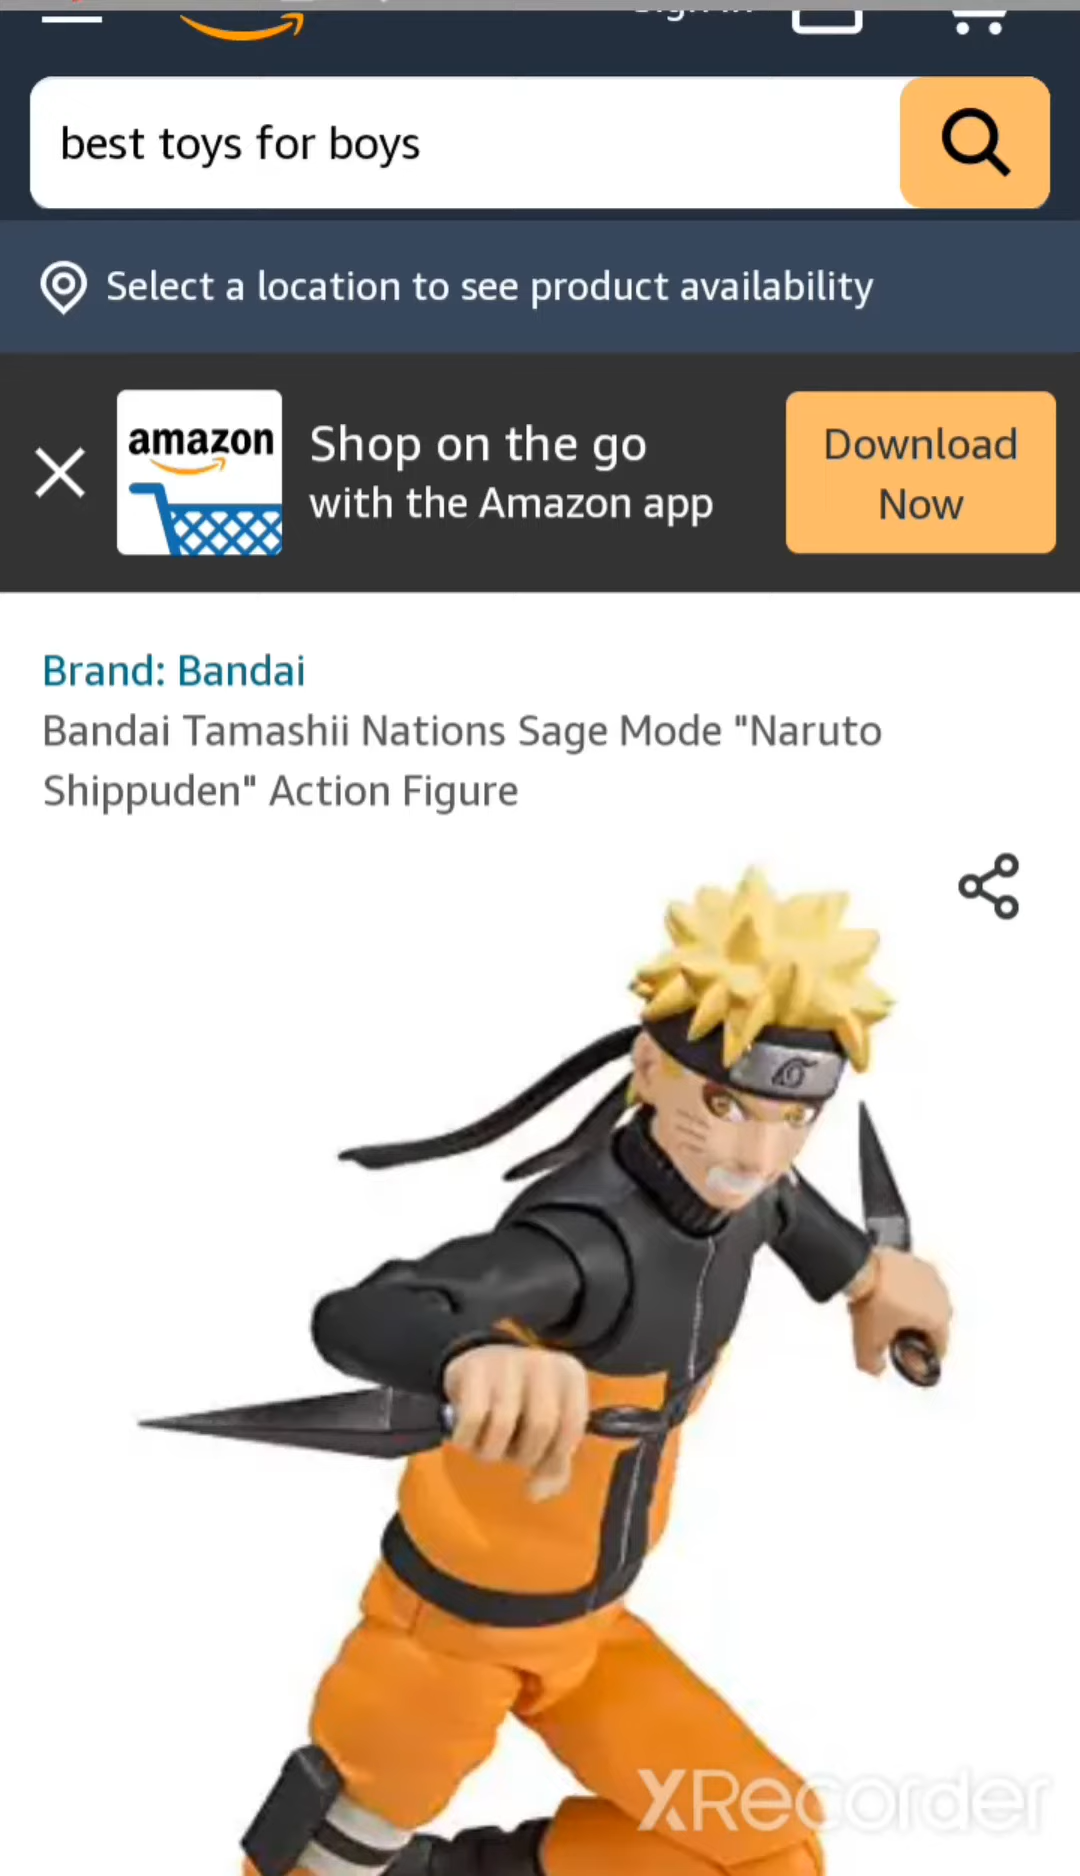 best toys for boys
Select a location to see product availability
amazon
Shop on the go
with the Amazon app
Download
Now
Brand: Bandai
Bandai Tamashii Nations Sage Mode "Naruto
Shippuden" Action Figure
XRecorder